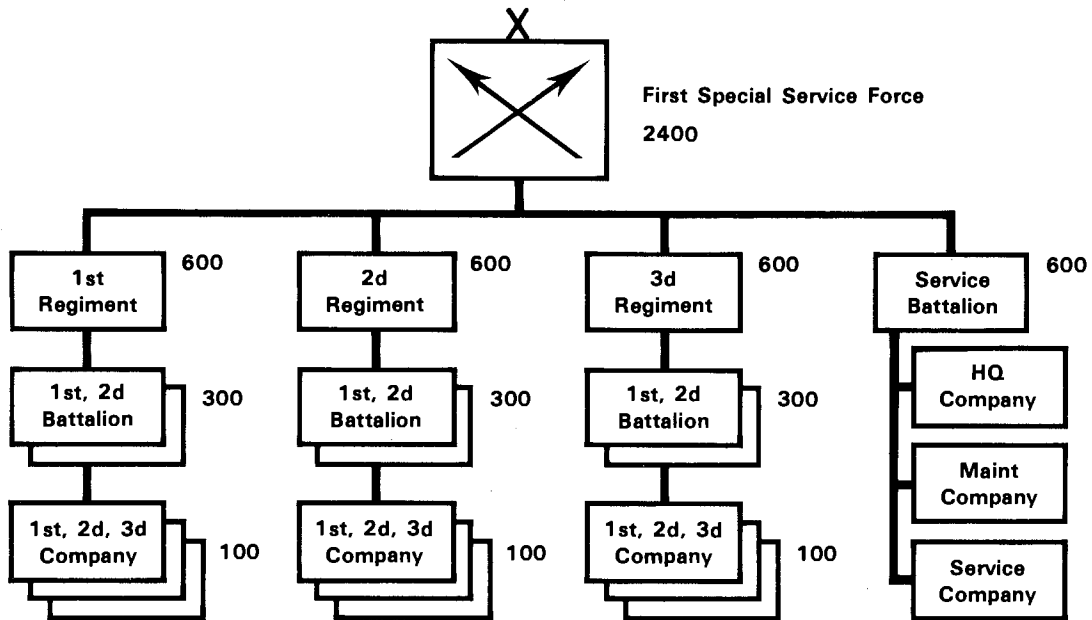 X
First Special Service Force
2400
1st
Regiment
600
2d
Regiment
600
3d
Regiment
600
Service
Battalion
600
1st, 2d
Battalion
300
1st, 2d
Battalion
300
1st, 2d
Battalion
300
HQ
Company
Maint
Company
1st, 2d, 3d
Company
100
1st, 2d, 3d
Company
100
1st, 2d, 3d
Company
100
Service
Company